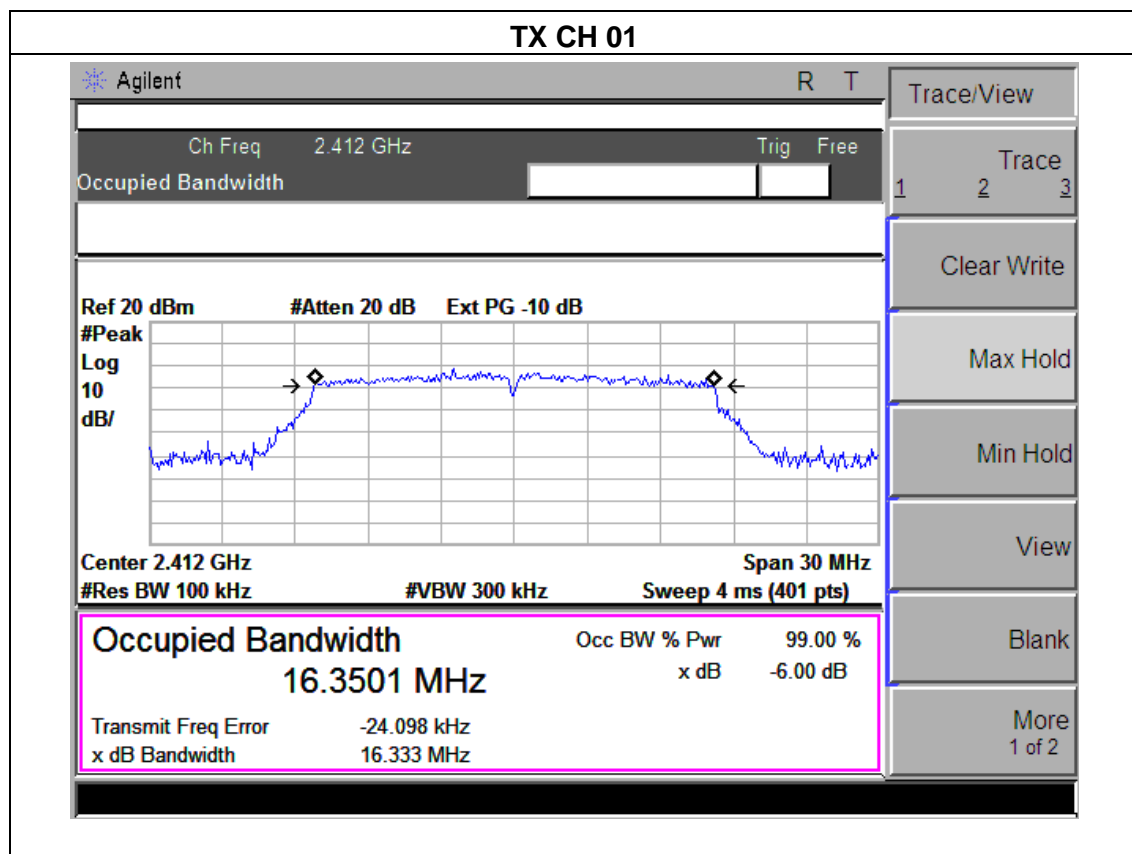 TX CH 01
Agilent R T
Ch Freq 2.412 GHz Trig Free
Occupied Bandwidth
Ref 20 dBm #Atten 20 dB Ext PG -10 dB
#Peak
Log
10
dB/
Center 2.412 GHz Span 30 MHz
#Res BW 100 kHz #VBW 300 kHz Sweep 4 ms (401 pts)
Occupied Bandwidth Occ BW % Pwr 99.00 %
16.3501 MHz x dB -6.00 dB
Transmit Freq Error -24.098 kHz
x dB Bandwidth 16.333 MHz
Trace/View
Trace
1 2 3
Clear Write
Max Hold
Min Hold
View
Blank
More
1 of 2